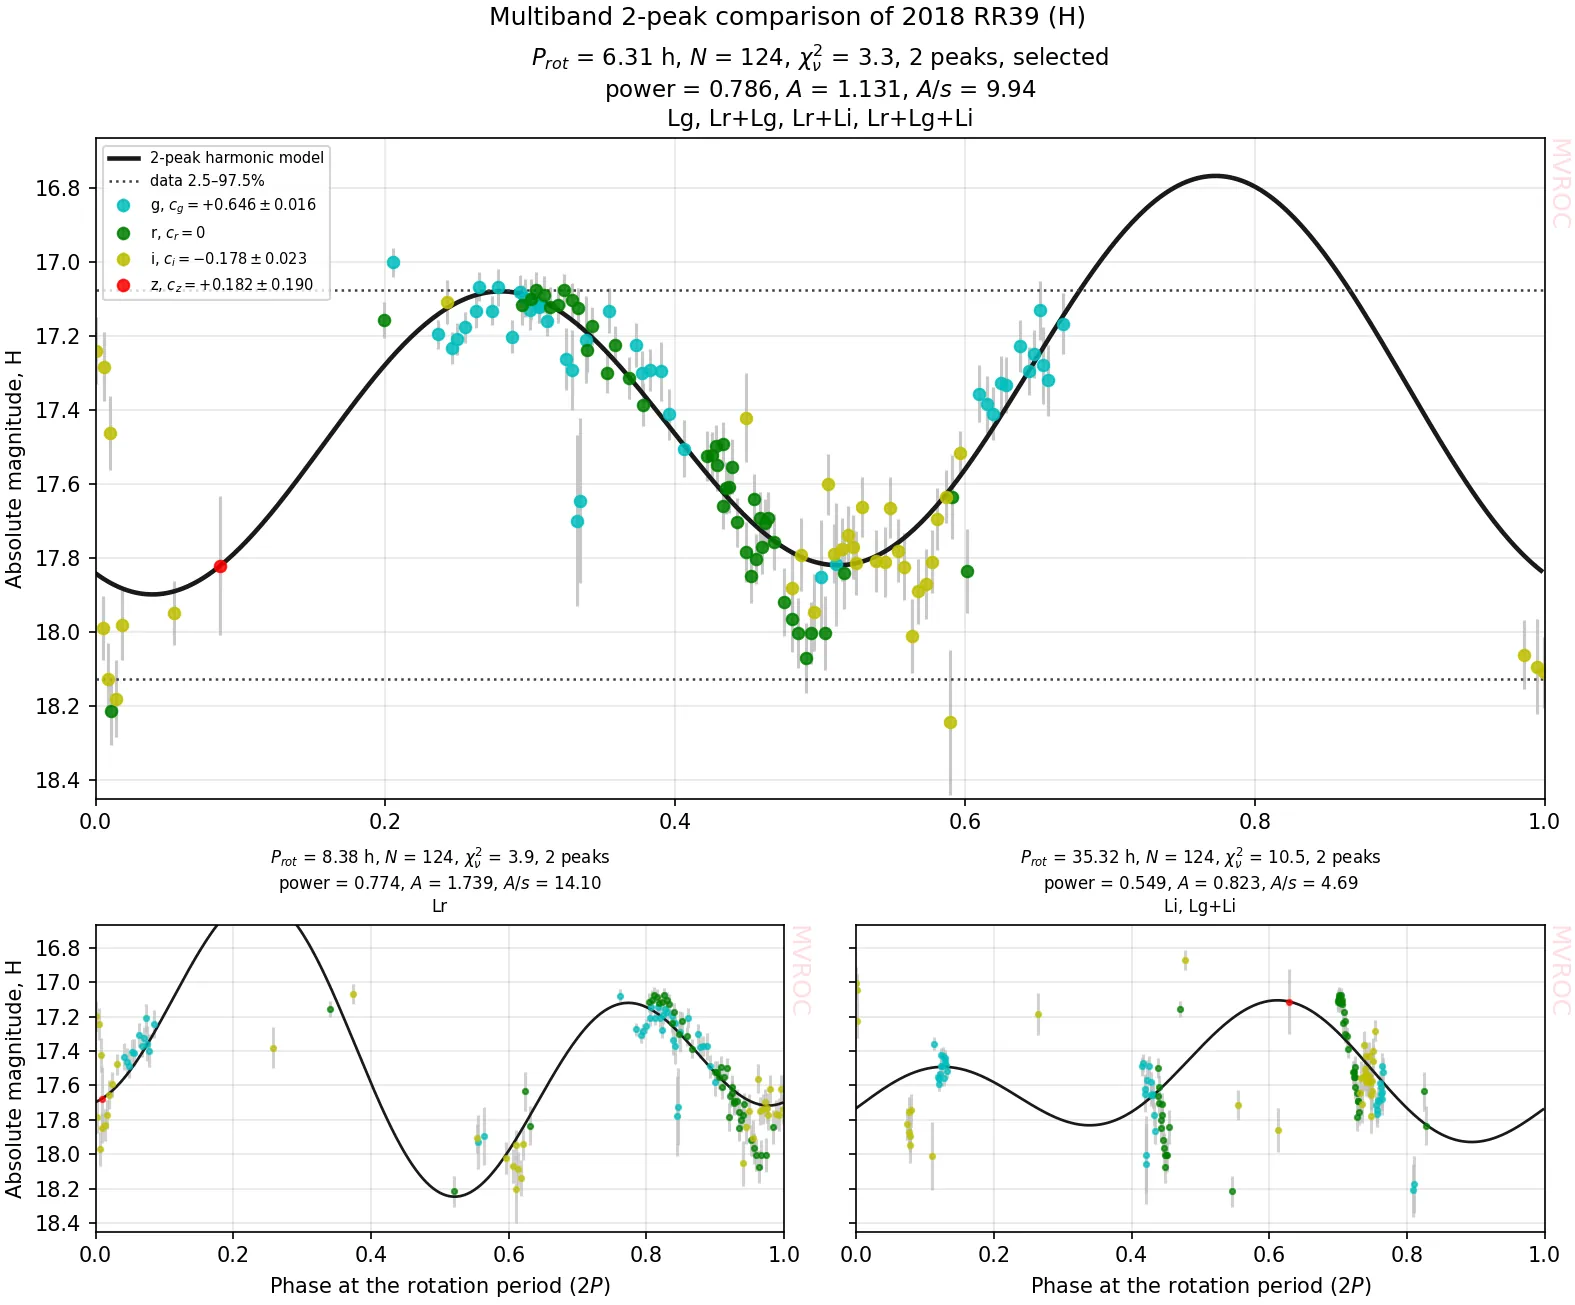 Multiband 2-peak comparison of 2018 RR39 (H)
P_rot = 6.31 h, N = 124, χ²_ν = 3.3, 2 peaks, selected
power = 0.786, A = 1.131, A/s = 9.94
Lg, Lr+Lg, Lr+Li, Lr+Lg+Li
2-peak harmonic model
data 2.5–97.5%
g, c_g = +0.646 ± 0.016
r, c_r = 0
i, c_i = −0.178 ± 0.023
z, c_z = +0.182 ± 0.190
MVROC
Absolute magnitude, H
16.8
17.0
17.2
17.4
17.6
17.8
18.0
18.2
18.4
0.0 0.2 0.4 0.6 0.8 1.0
P_rot = 8.38 h, N = 124, χ²_ν = 3.9, 2 peaks
power = 0.774, A = 1.739, A/s = 14.10
Lr
MVROC
Absolute magnitude, H
16.8
17.0
17.2
17.4
17.6
17.8
18.0
18.2
18.4
0.0 0.2 0.4 0.6 0.8 1.0
Phase at the rotation period (2P)
P_rot = 35.32 h, N = 124, χ²_ν = 10.5, 2 peaks
power = 0.549, A = 0.823, A/s = 4.69
Li, Lg+Li
MVROC
0.0 0.2 0.4 0.6 0.8 1.0
Phase at the rotation period (2P)